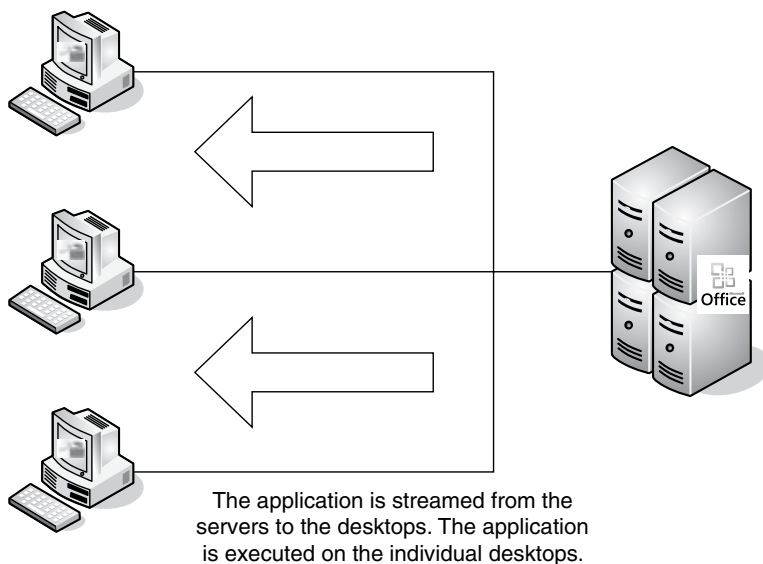 Office
The application is streamed from the
servers to the desktops. The application
is executed on the individual desktops.